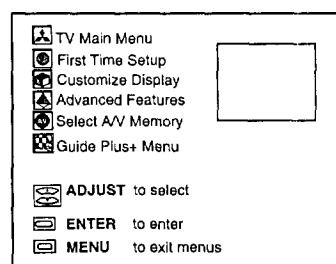 TV Main Menu
First Time Setup
Customize Display
Advanced Features
Select A/V Memory
Guide Plus+ Menu
ADJUST to select
ENTER to enter
MENU to exit menus